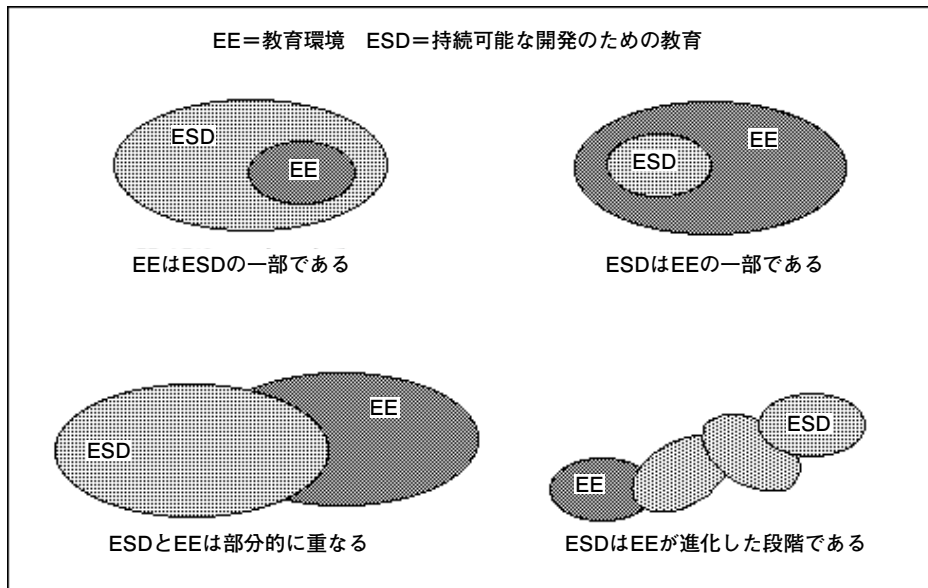 EE＝教育環境　ESD＝持続可能な開発のための教育
ESD
EE
EEはESDの一部である
EE
ESD
ESDはEEの一部である
EE
ESD
ESDとEEは部分的に重なる
ESD
EE
ESDはEEが進化した段階である